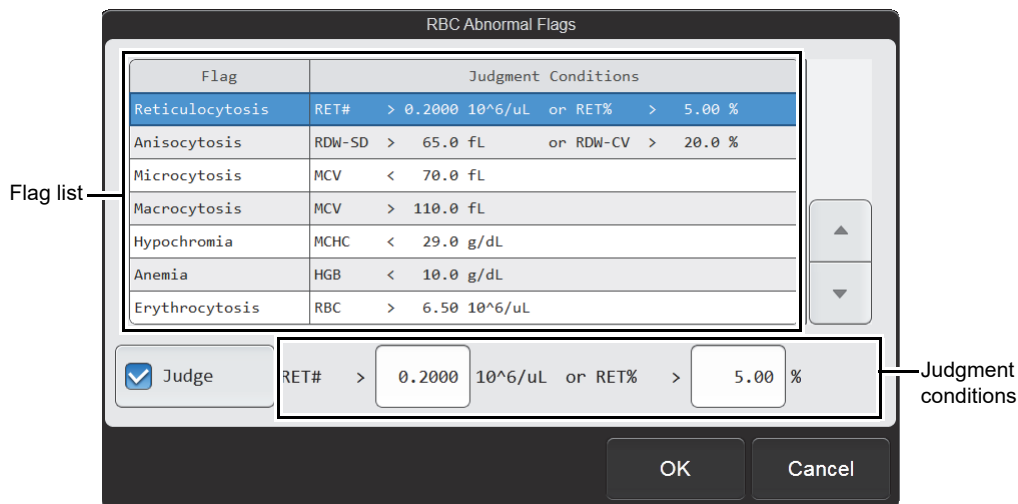 RBC Abnormal Flags
Flag Judgment Conditions
Reticulocytosis RET# > 0.2000 10^6/uL or RET% > 5.00 %
Anisocytosis RDW-SD > 65.0 fL or RDW-CV > 20.0 %
Microcytosis MCV < 70.0 fL
Macrocytosis MCV > 110.0 fL
Hypochromia MCHC < 29.0 g/dL
Anemia HGB < 10.0 g/dL
Erythrocytosis RBC > 6.50 10^6/uL
Flag list
Judge RET# > 0.2000 10^6/uL or RET% > 5.00 %
Judgment
conditions
OK Cancel